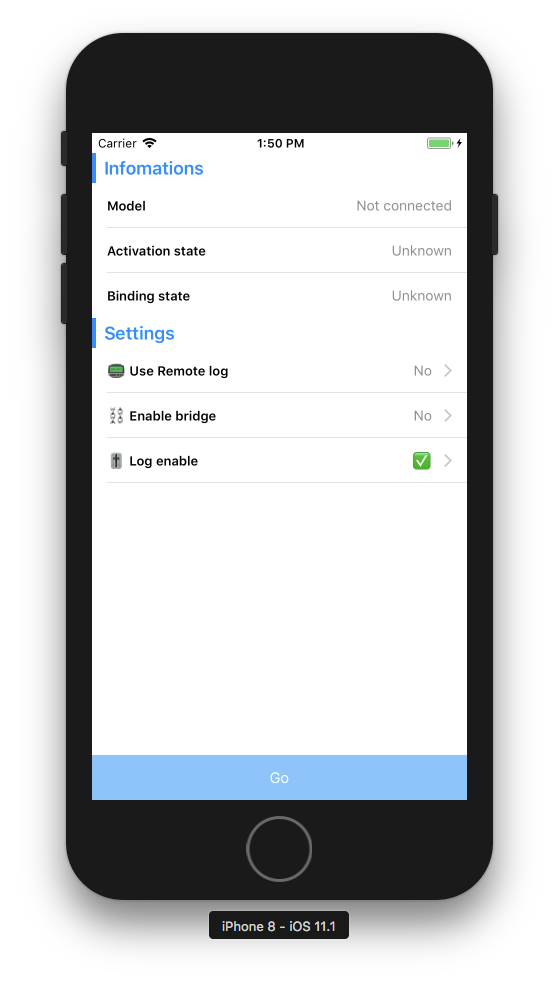 Carrier 1:50 PM
Infomations
Model Not connected
Activation state Unknown
Binding state Unknown
Settings
Use Remote log No
Enable bridge No
Log enable
Go
iPhone 8 - iOS 11.1